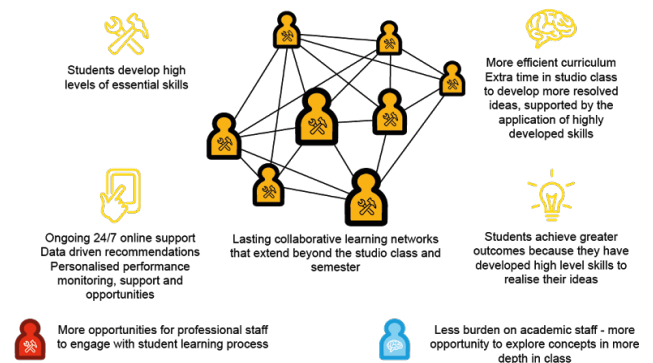 Students develop high
levels of essential skills
More efficient curriculum
Extra time in studio class
to develop more resolved
ideas, supported by the
application of highly
developed skills
Ongoing 24/7 online support
Data driven recommendations
Personalised performance
monitoring, support and
opportunities
Lasting collaborative learning networks
that extend beyond the studio class and
semester
Students achieve greater
outcomes because they have
developed high level skills to
realise their ideas
More opportunities for professional staff
to engage with student learning process
Less burden on academic staff - more
opportunity to explore concepts in more
depth in class